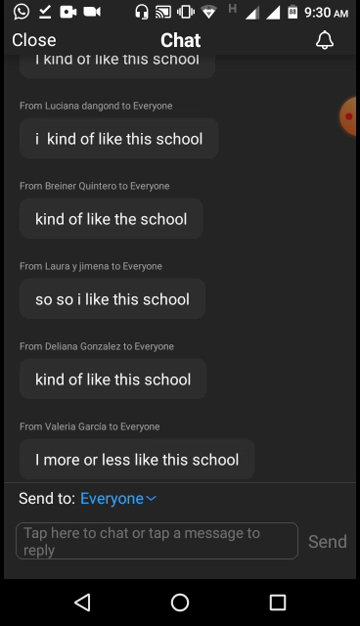 H 9:30 AM
Close Chat
I kind of like this school
From Luciana dangond to Everyone
i kind of like this school
From Breiner Quintero to Everyone
kind of like the school
From Laura y jimena to Everyone
so so i like this school
From Deliana Gonzalez to Everyone
kind of like this school
From Valeria García to Everyone
I more or less like this school
Send to: Everyone
Tap here to chat or tap a message to
reply
Send